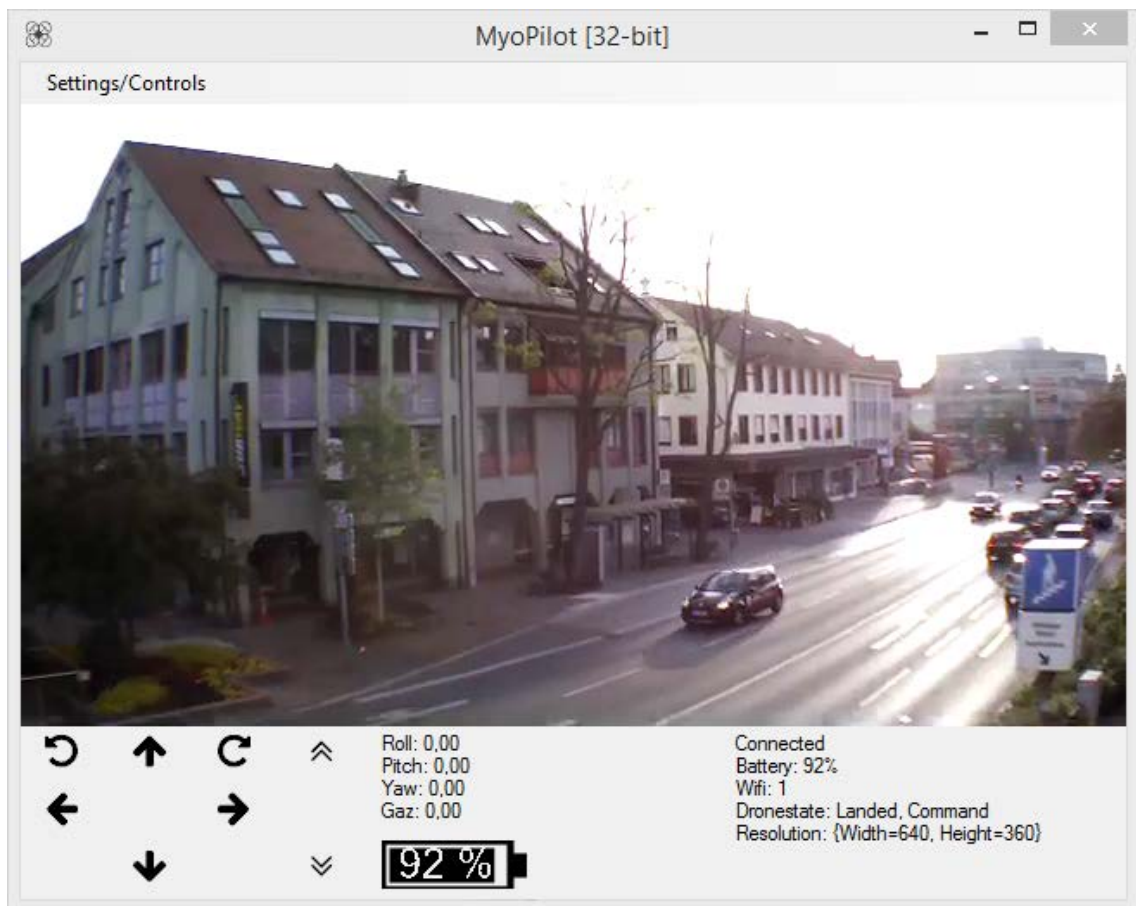 MyoPilot [32-bit]
Settings/Controls
Roll: 0,00
Pitch: 0,00
Yaw: 0,00
Gaz: 0,00
92 %
Connected
Battery: 92%
Wifi: 1
Dronestate: Landed, Command
Resolution: {Width=640, Height=360}